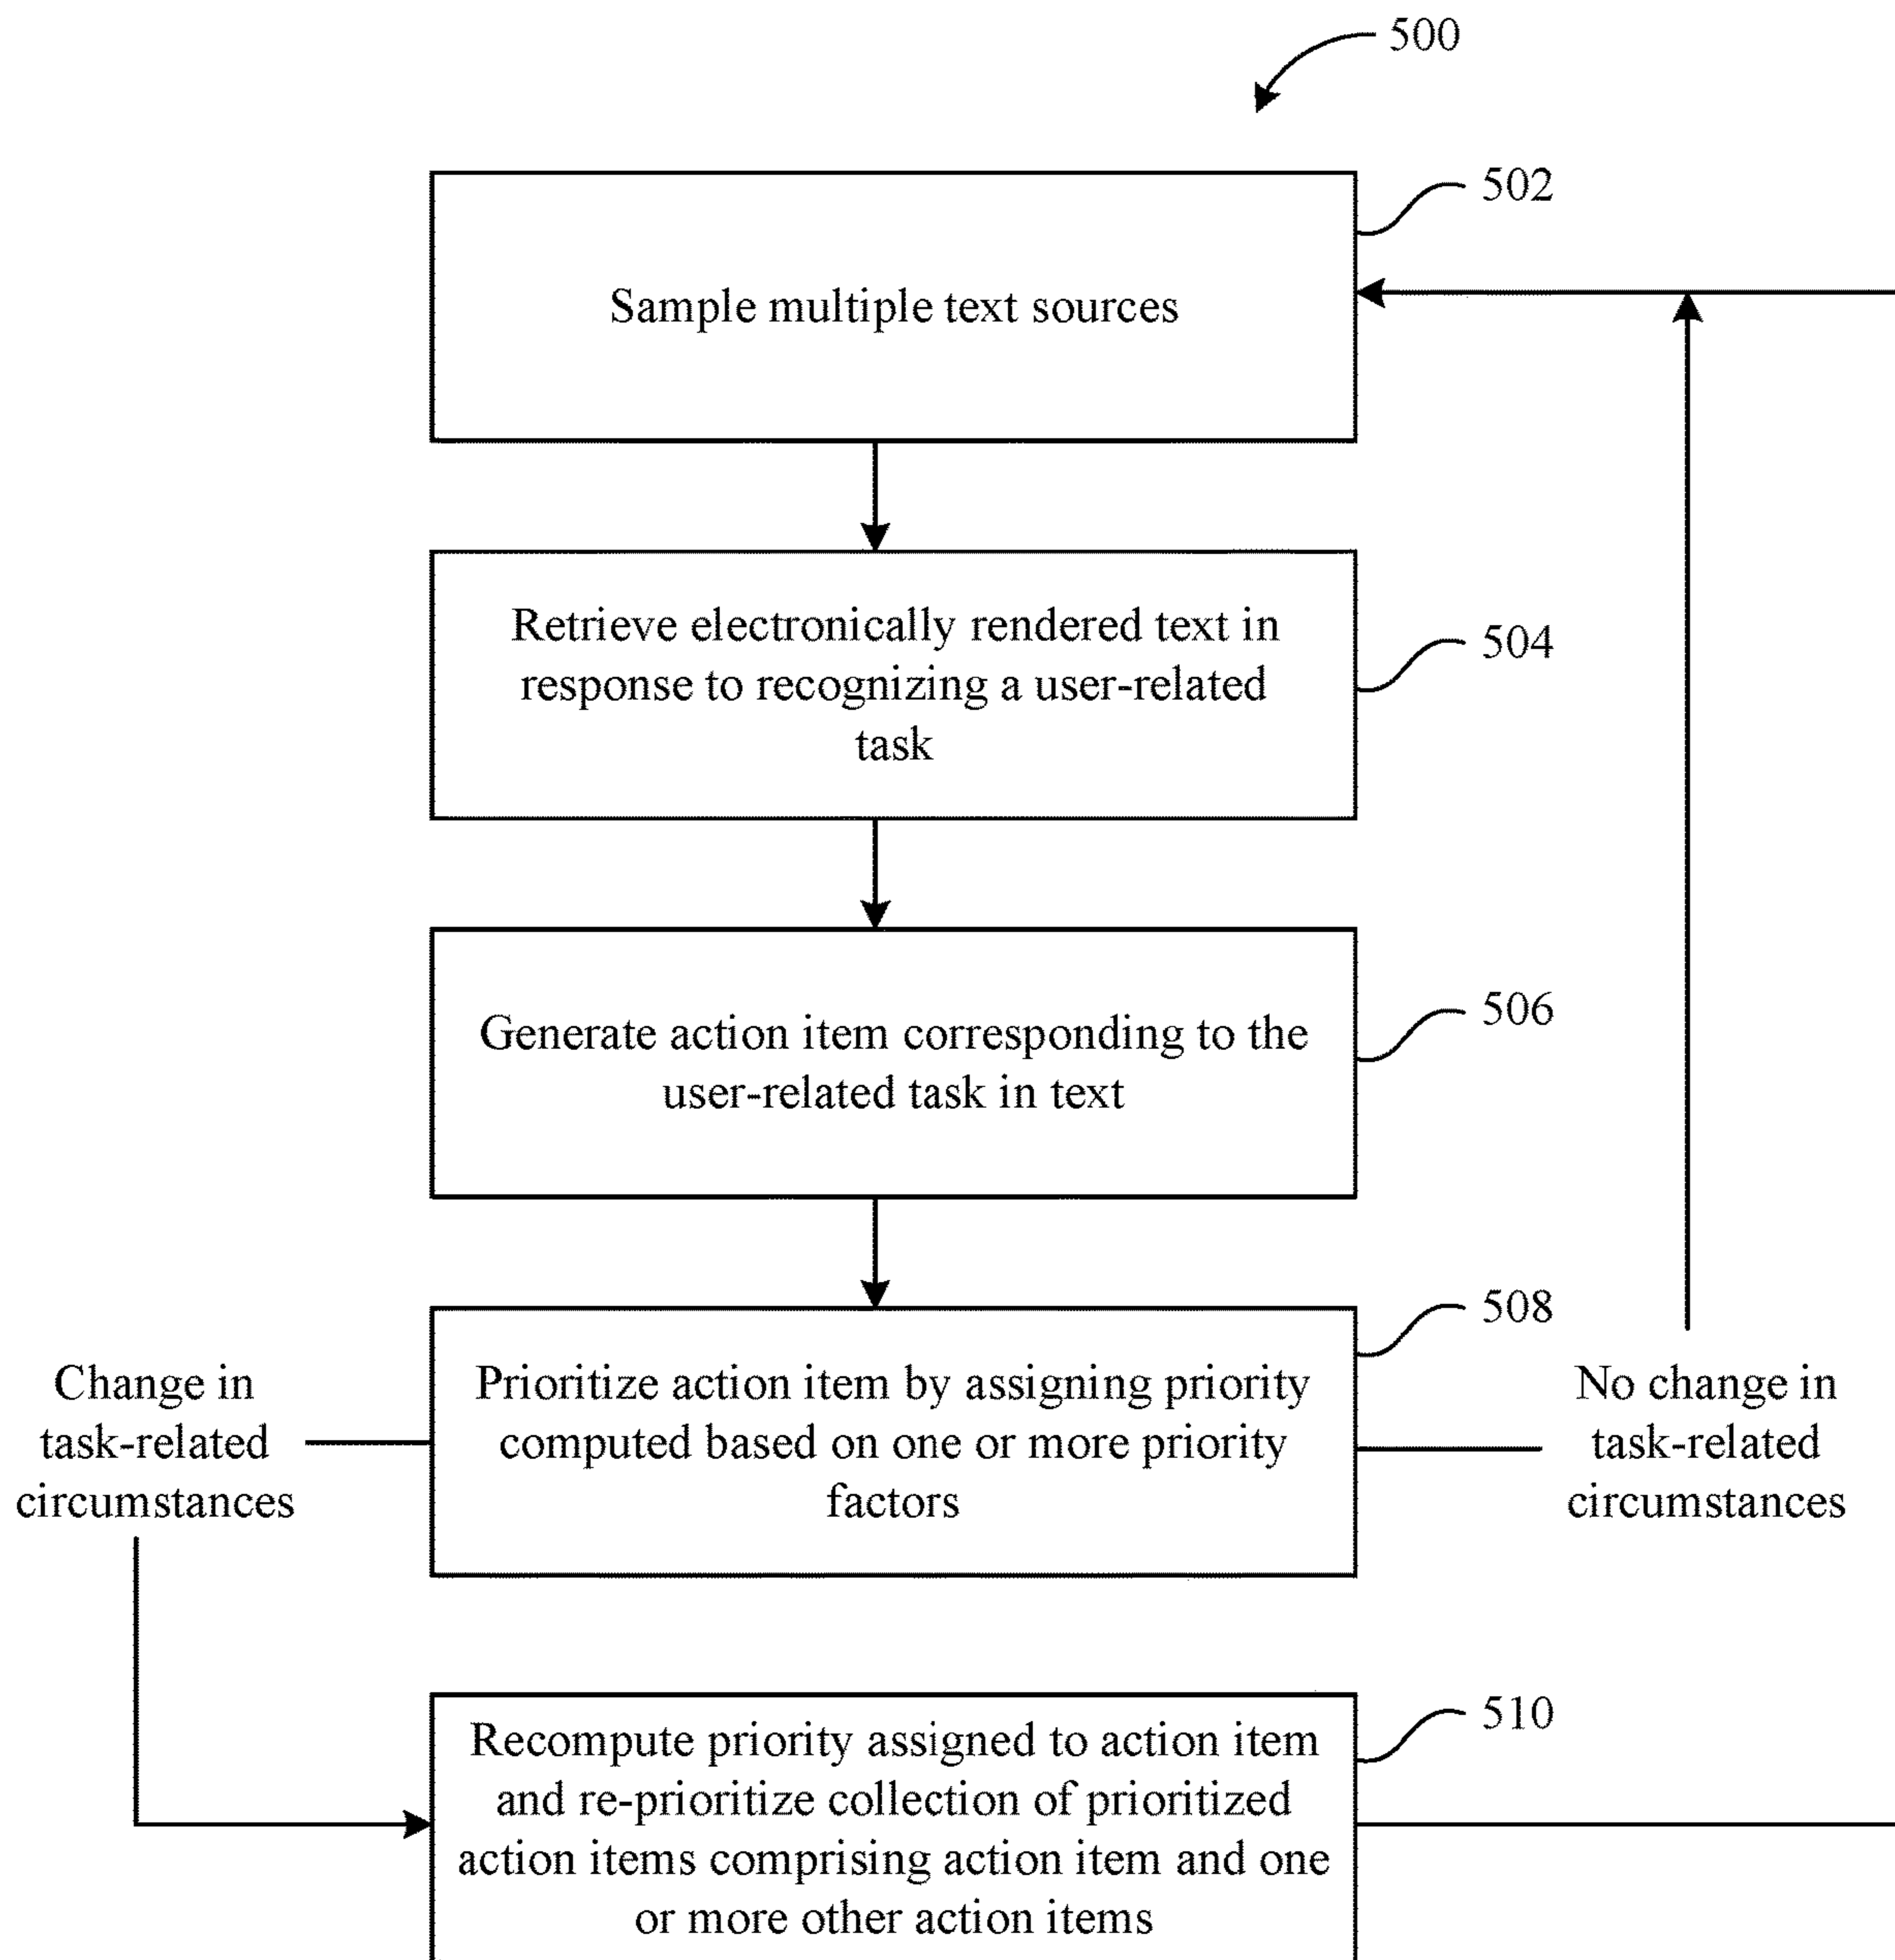 500
502
Sample multiple text sources
Retrieve electronically rendered text in
response to recognizing a user-related
task
504
Generate action item corresponding to the
user-related task in text
506
508
Change in
task-related
circumstances
Prioritize action item by assigning priority
computed based on one or more priority
factors
No change in
task-related
circumstances
510
Recompute priority assigned to action item
and re-prioritize collection of prioritized
action items comprising action item and one
or more other action items